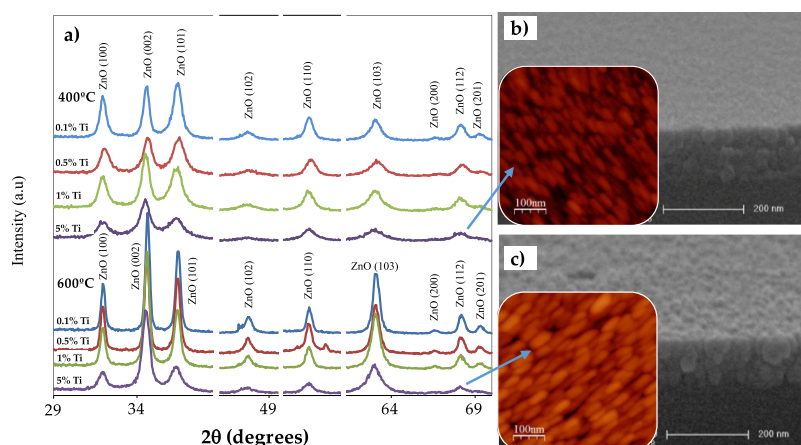 a)
ZnO (100)
ZnO (002)
ZnO (101)
ZnO (102)
ZnO (110)
ZnO (103)
ZnO (200)
ZnO (112)
ZnO (201)
400ºC
0.1% Ti
0.5% Ti
1% Ti
5% Ti
ZnO (100)
ZnO (002)
ZnO (101)
ZnO (102)
ZnO (110)
ZnO (103)
ZnO (200)
ZnO (112)
ZnO (201)
600ºC
0.1% Ti
0.5% Ti
1% Ti
5% Ti
Intensity (a.u)
29 34 49 64 69
2θ (degrees)
b)
100nm
200 nm
c)
100nm
200 nm